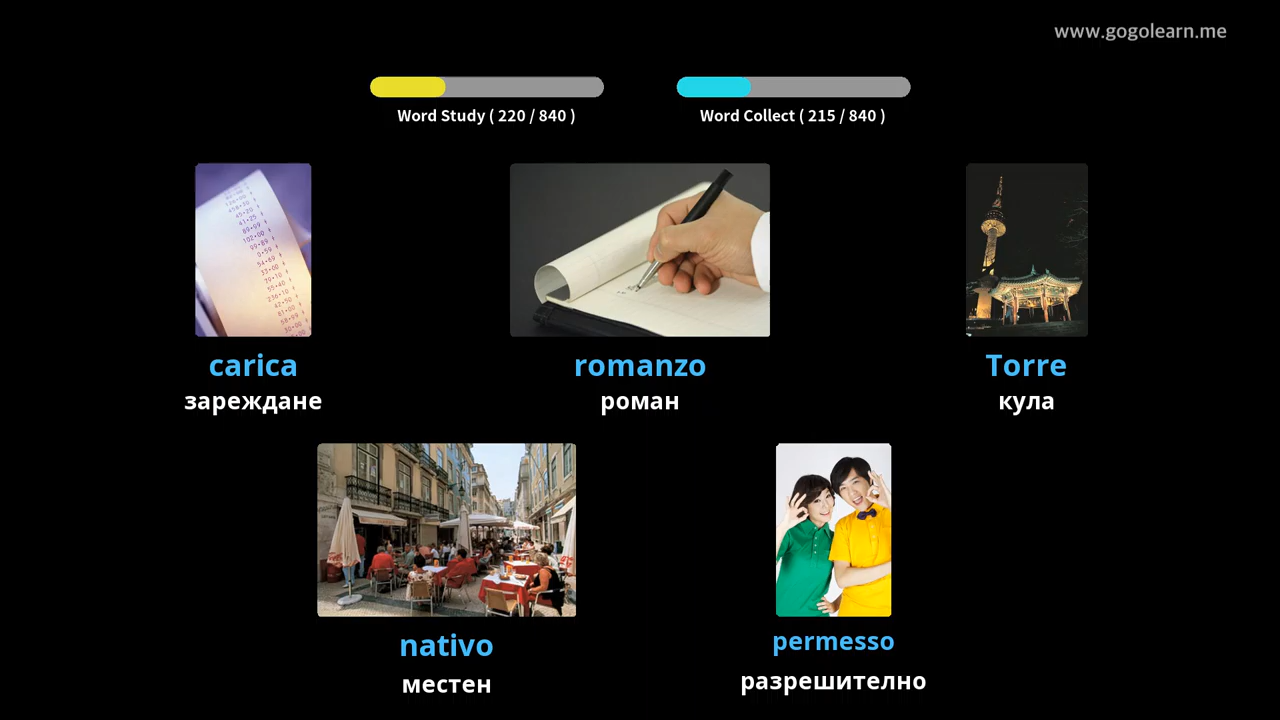 www.gogolearn.me
Word Study ( 220 / 840 )
Word Collect ( 215 / 840 )
carica
зареждане
romanzo
роман
Torre
кула
nativo
местен
permesso
разрешително